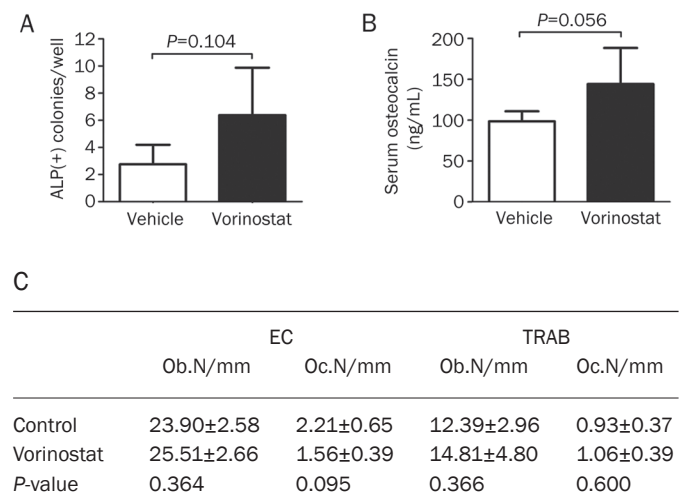 A
P=0.104
ALP(+) colonies/well
12
10
8
6
4
2
0
Vehicle Vorinostat
B
P=0.056
Serum osteocalcin
(ng/mL)
200
150
100
50
0
Vehicle Vorinostat
C
EC TRAB
Ob.N/mm Oc.N/mm Ob.N/mm Oc.N/mm
Control 23.90±2.58 2.21±0.65 12.39±2.96 0.93±0.37
Vorinostat 25.51±2.66 1.56±0.39 14.81±4.80 1.06±0.39
P-value 0.364 0.095 0.366 0.600